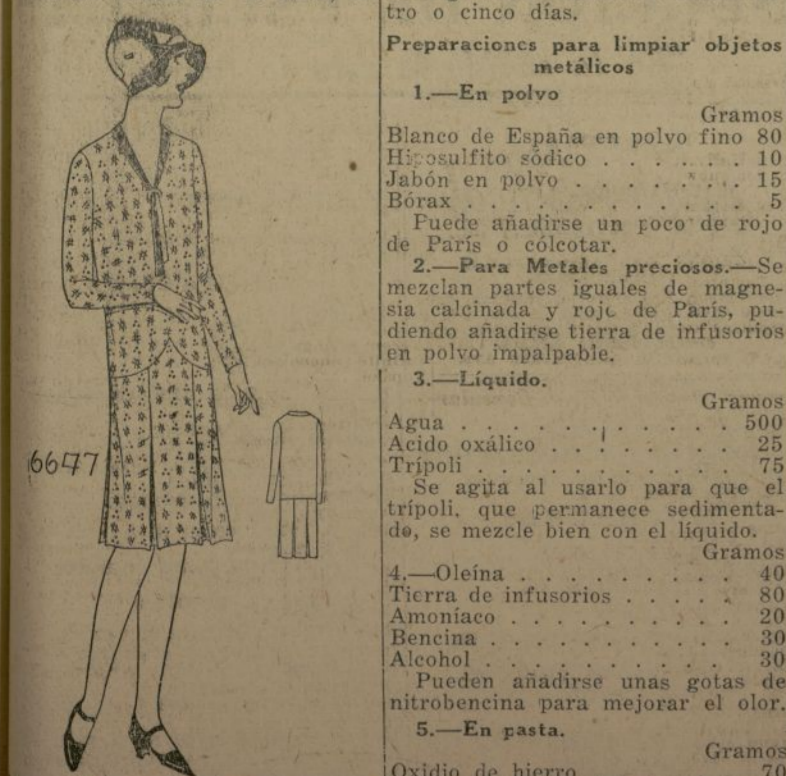 tro o cinco días.
Preparaciones para limpiar objetos
metálicos
1.—En polvo
Gramos
Blanco de España en polvo fino 80
Hiposulfito sódico . . . . . . 10
Jabón en polvo . . . . . . . 15
Bórax . . . . . . . . . . . . 5
Puede añadirse un poco de rojo
de París o cólcotar.
2.—Para Metales preciosos.—Se
mezclan partes iguales de magne-
sia calcinada y rojo de París, pu-
diendo añadirse tierra de infusorios
en polvo impalpable.
3.—Líquido.
Gramos
Agua . . . . . . . . . . . . 500
Acido oxálico . . . . . . . . 25
Trípoli . . . . . . . . . . . 75
Se agita al usarlo para que el
trípoli, que permanece sedimenta-
do, se mezcle bien con el líquido.
Gramos
4.—Oleína . . . . . . . . . . 40
Tierra de infusorios . . . . . 80
Amoníaco . . . . . . . . . . 20
Bencina . . . . . . . . . . . 30
Alcohol . . . . . . . . . . . 30
Pueden añadirse unas gotas de
nitrobencina para mejorar el olor.
5.—En pasta.
Gramos
Oxidio de hierro 70
6647